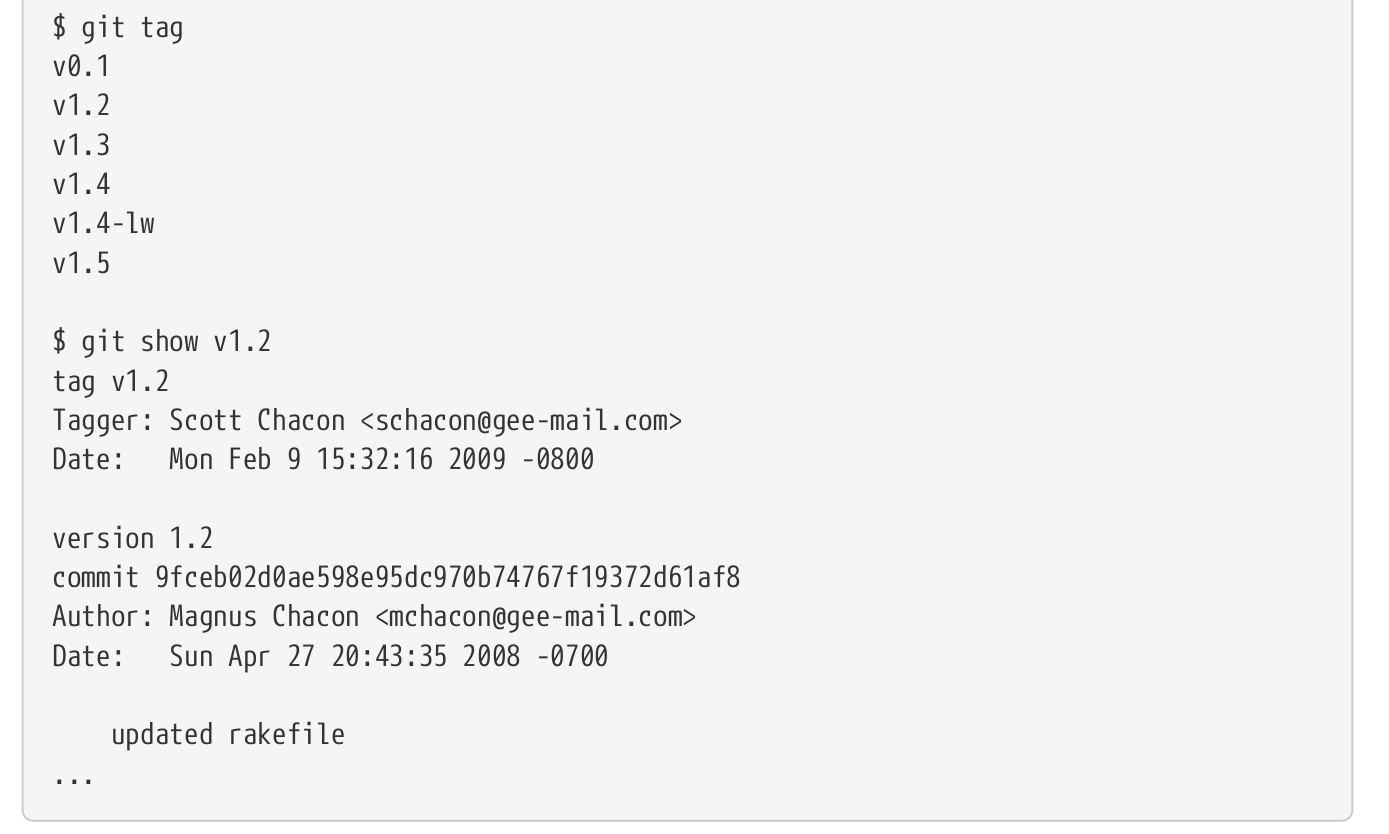 $ git tag
v0.1
v1.2
v1.3
v1.4
v1.4-lw
v1.5

$ git show v1.2
tag v1.2
Tagger: Scott Chacon <schacon@gee-mail.com>
Date:   Mon Feb 9 15:32:16 2009 -0800

version 1.2
commit 9fceb02d0ae598e95dc970b74767f19372d61af8
Author: Magnus Chacon <mchacon@gee-mail.com>
Date:   Sun Apr 27 20:43:35 2008 -0700

    updated rakefile
...